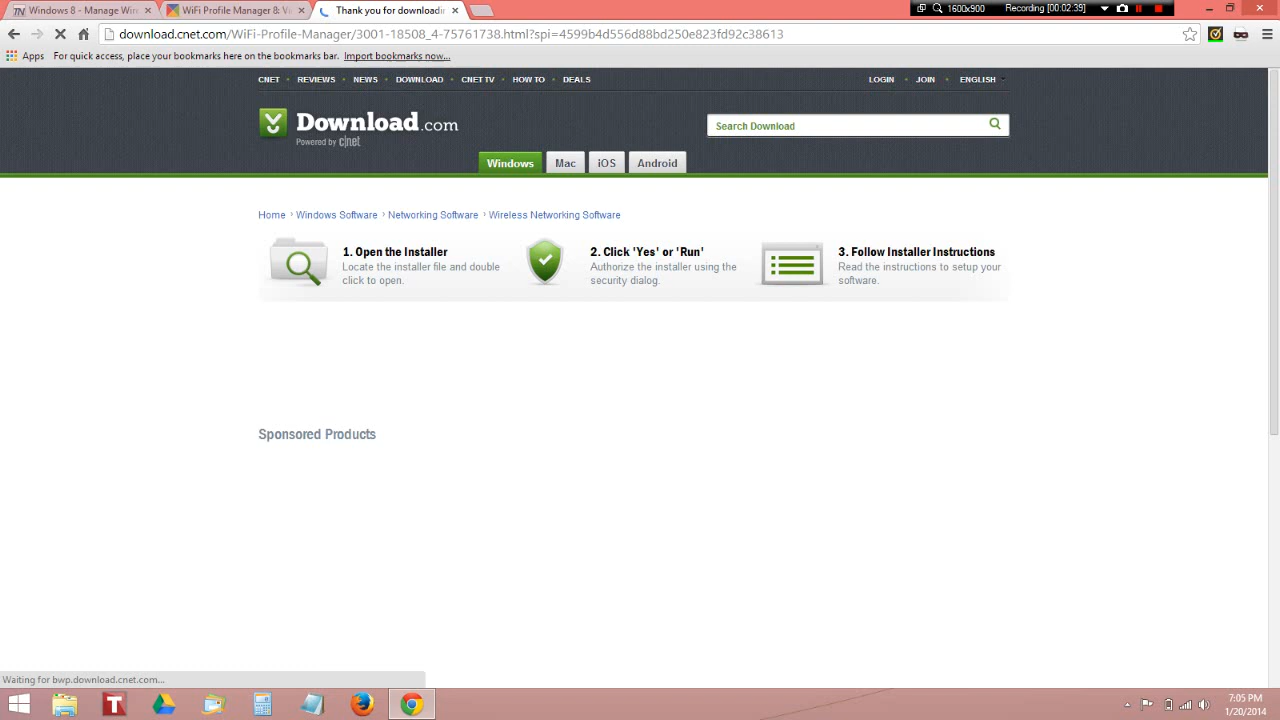 Windows 8 - Manage Wire
WiFi Profile Manager & Vi
Thank you for downloadin
1600x900
Recording [00:02:39]
download.cnet.com/WiFi-Profile-Manager/3001-18508_4-75761738.html?spi=4599b4d556d88bd250e823fd92c38613
Apps For quick access, place your bookmarks here on the bookmarks bar. Import bookmarks now...
CNET REVIEWS NEWS DOWNLOAD CNET TV HOW TO DEALS
LOGIN JOIN ENGLISH
Download.com
Powered by c|net
Search Download
Windows Mac iOS Android
Home › Windows Software › Networking Software › Wireless Networking Software
1. Open the Installer
Locate the installer file and double
click to open.
2. Click 'Yes' or 'Run'
Authorize the installer using the
security dialog.
3. Follow Installer Instructions
Read the instructions to setup your
software.
Sponsored Products
Waiting for bwp.download.cnet.com...
7:05 PM
1/20/2014